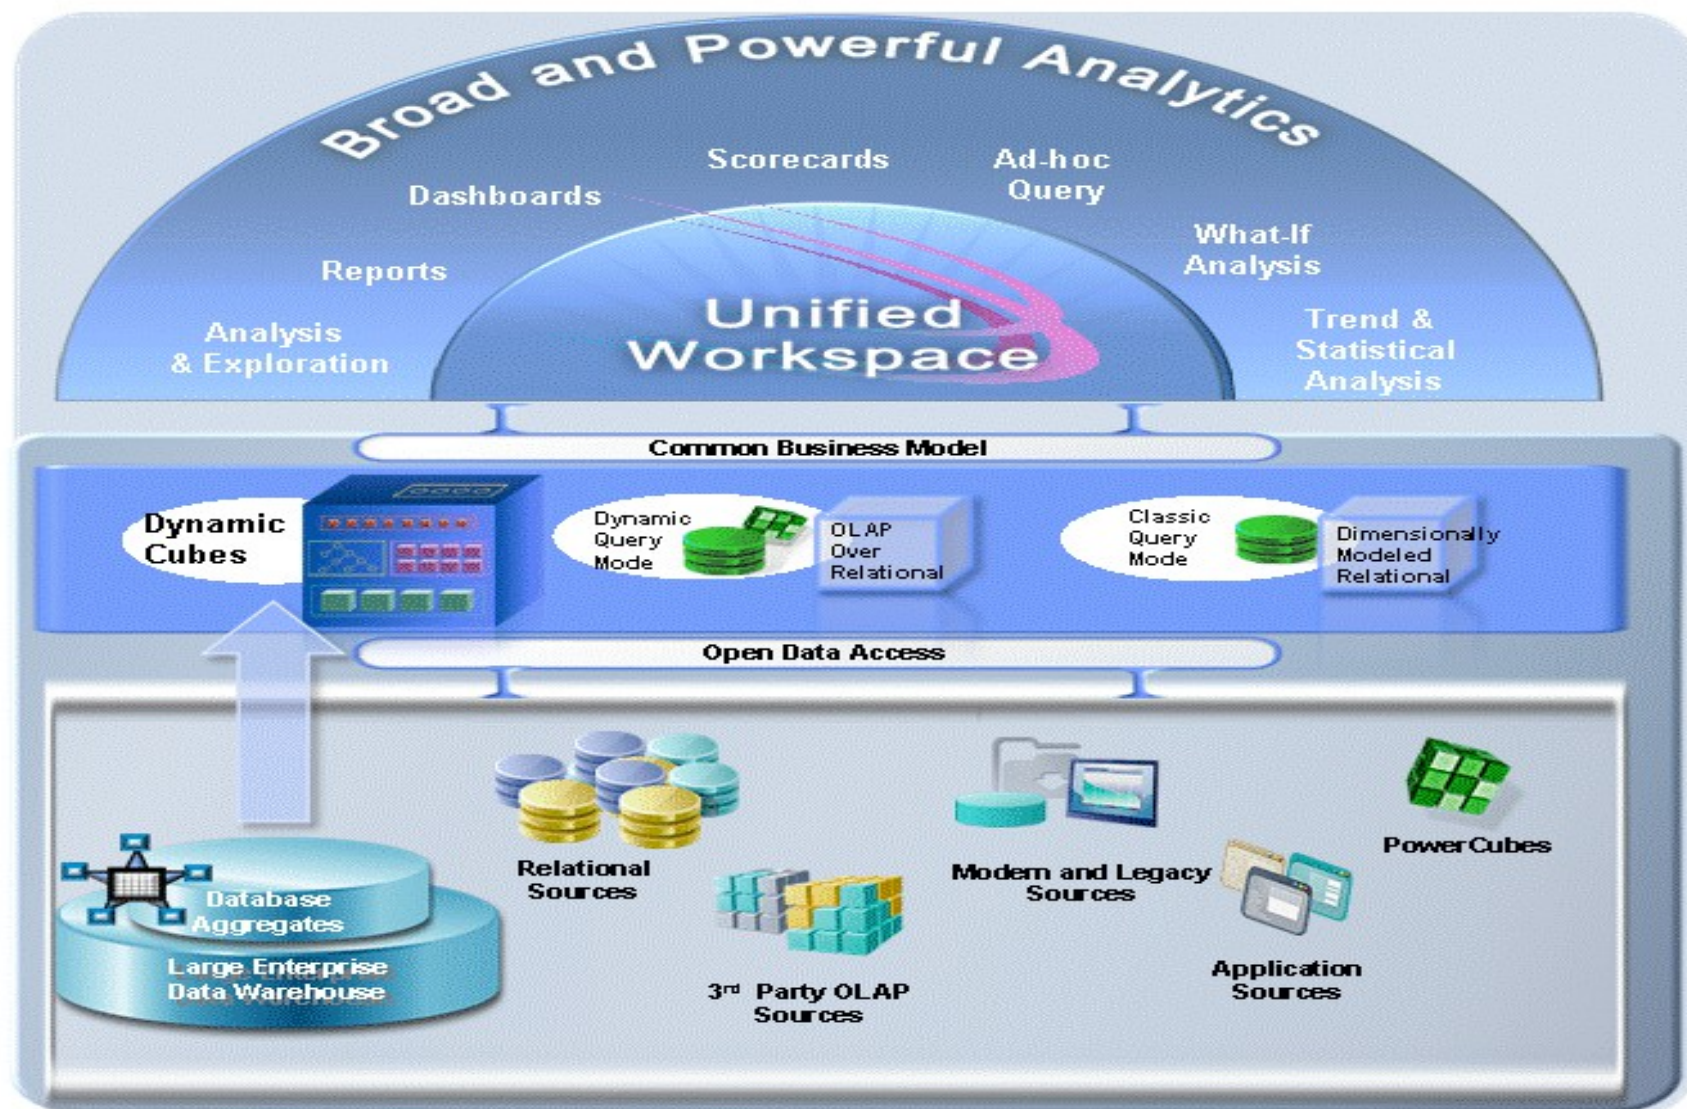 Broad and Powerful Analytics
Scorecards
Ad-hoc
Query
Dashboards
What-If
Analysis
Reports
Unified
Workspace
Analysis
& Exploration
Trend &
Statistical
Analysis
Common Business Model
Dynamic
Cubes
Dynamic
Query
Mode
OLAP
Over
Relational
Classic
Query
Mode
Dimensionally
Modeled
Relational
Open Data Access
Relational
Sources
Modern and Legacy
Sources
PowerCubes
Database
Aggregates
Large Enterprise
Data Warehouse
3rd Party OLAP
Sources
Application
Sources